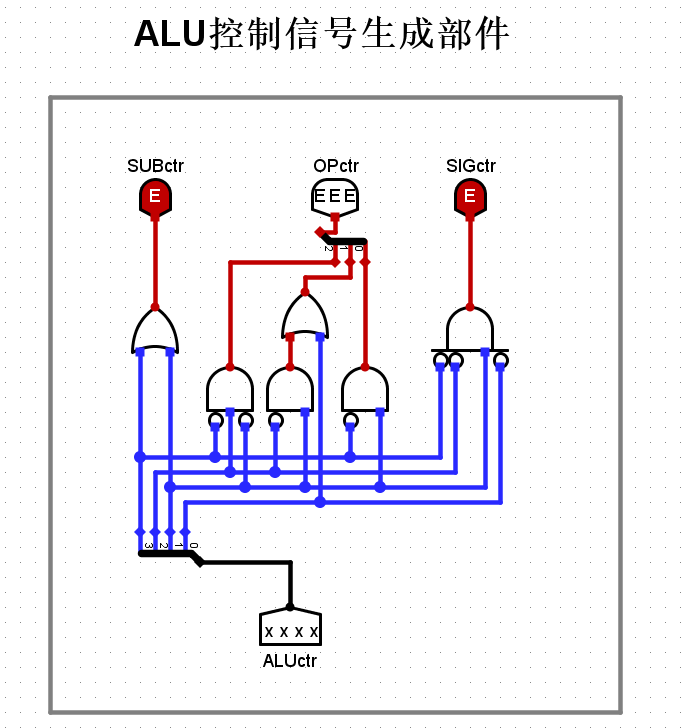 ALU控制信号生成部件
SUBctr OPctr SIGctr
E EEE E
2 1 0
3 2 1 0
x x x x
ALUctr